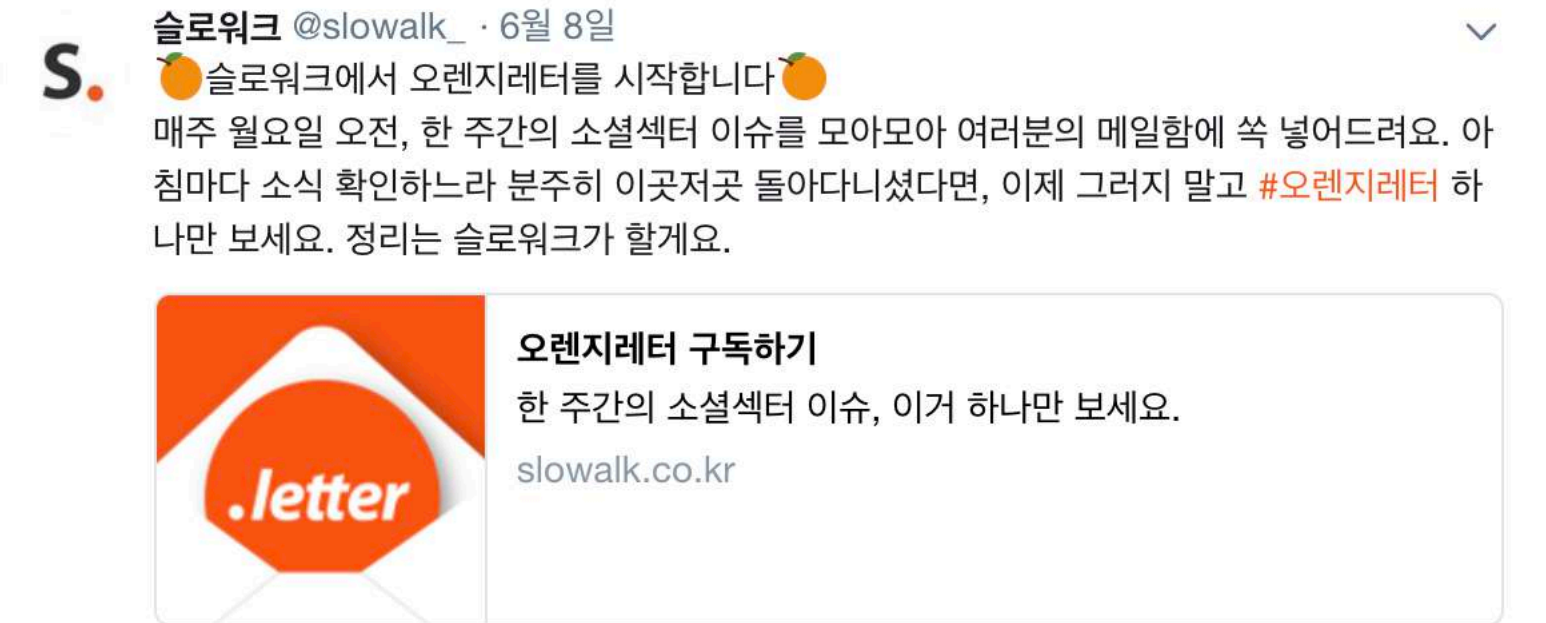 슬로워크 @slowalk_ · 6월 8일
S.
🍊슬로워크에서 오렌지레터를 시작합니다🍊
매주 월요일 오전, 한 주간의 소셜섹터 이슈를 모아모아 여러분의 메일함에 쏙 넣어드려요. 아
침마다 소식 확인하느라 분주히 이곳저곳 돌아다니셨다면, 이제 그러지 말고 #오렌지레터 하
나만 보세요. 정리는 슬로워크가 할게요.
오렌지레터 구독하기
한 주간의 소셜섹터 이슈, 이거 하나만 보세요.
slowalk.co.kr
.letter